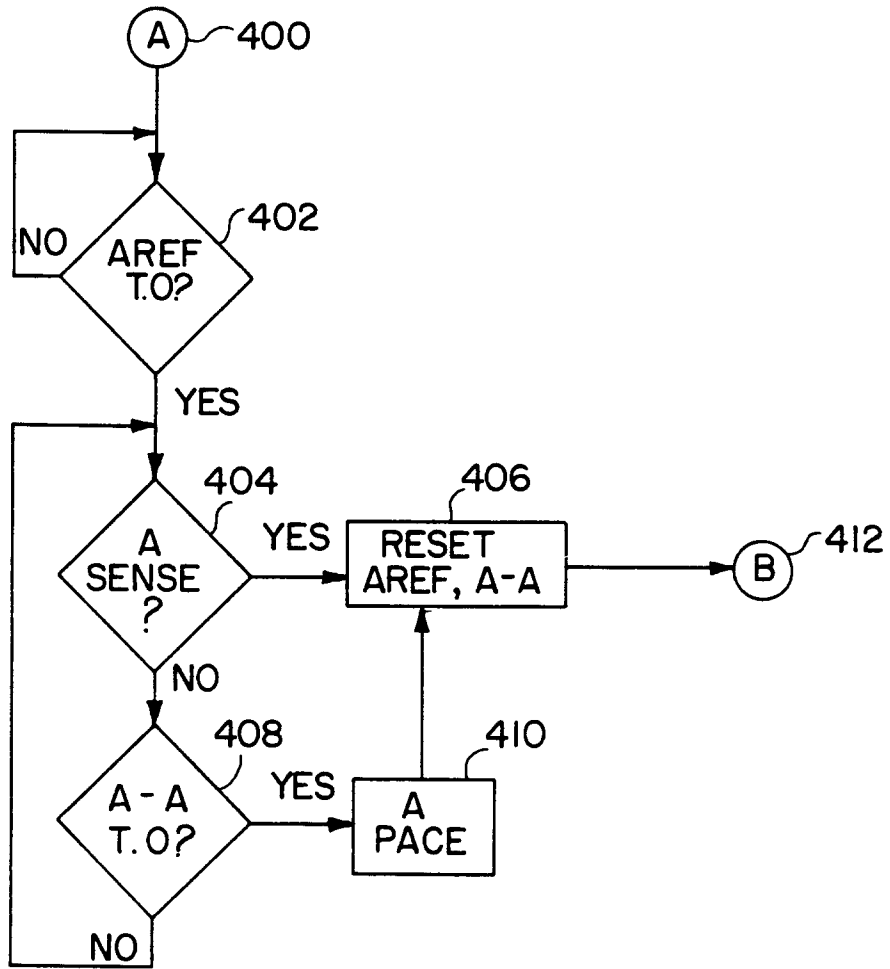 A
400
402
NO
AREF
T.O?
YES
404
406
A
SENSE
?
YES
RESET
AREF, A-A
B
412
NO
408
410
A-A
T.O?
YES
A
PACE
NO